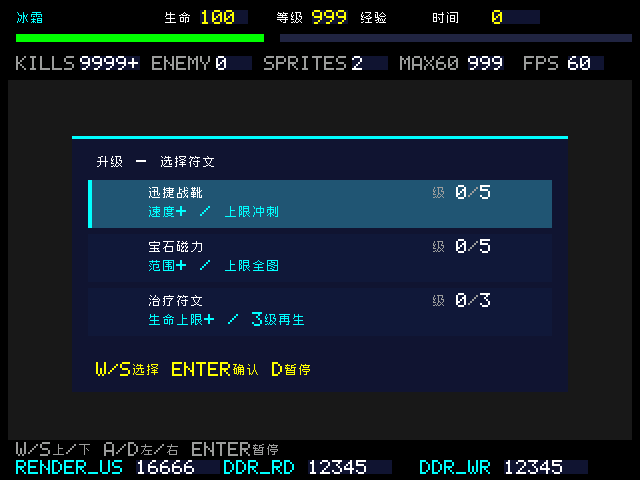 冰霜 生命 100 等级 999 经验 时间 0
KILLS 9999+ ENEMY 0 SPRITES 2 MAX60 999 FPS 60
升级 - 选择符文
迅捷战靴 级 0/5
速度+ / 上限冲刺
宝石磁力 级 0/5
范围+ / 上限全图
治疗符文 级 0/3
生命上限+ / 3级再生
W/S选择 ENTER确认 D暂停
W/S上/下 A/D左/右 ENTER暂停
RENDER_US 16666 DDR_RD 12345 DDR_WR 12345